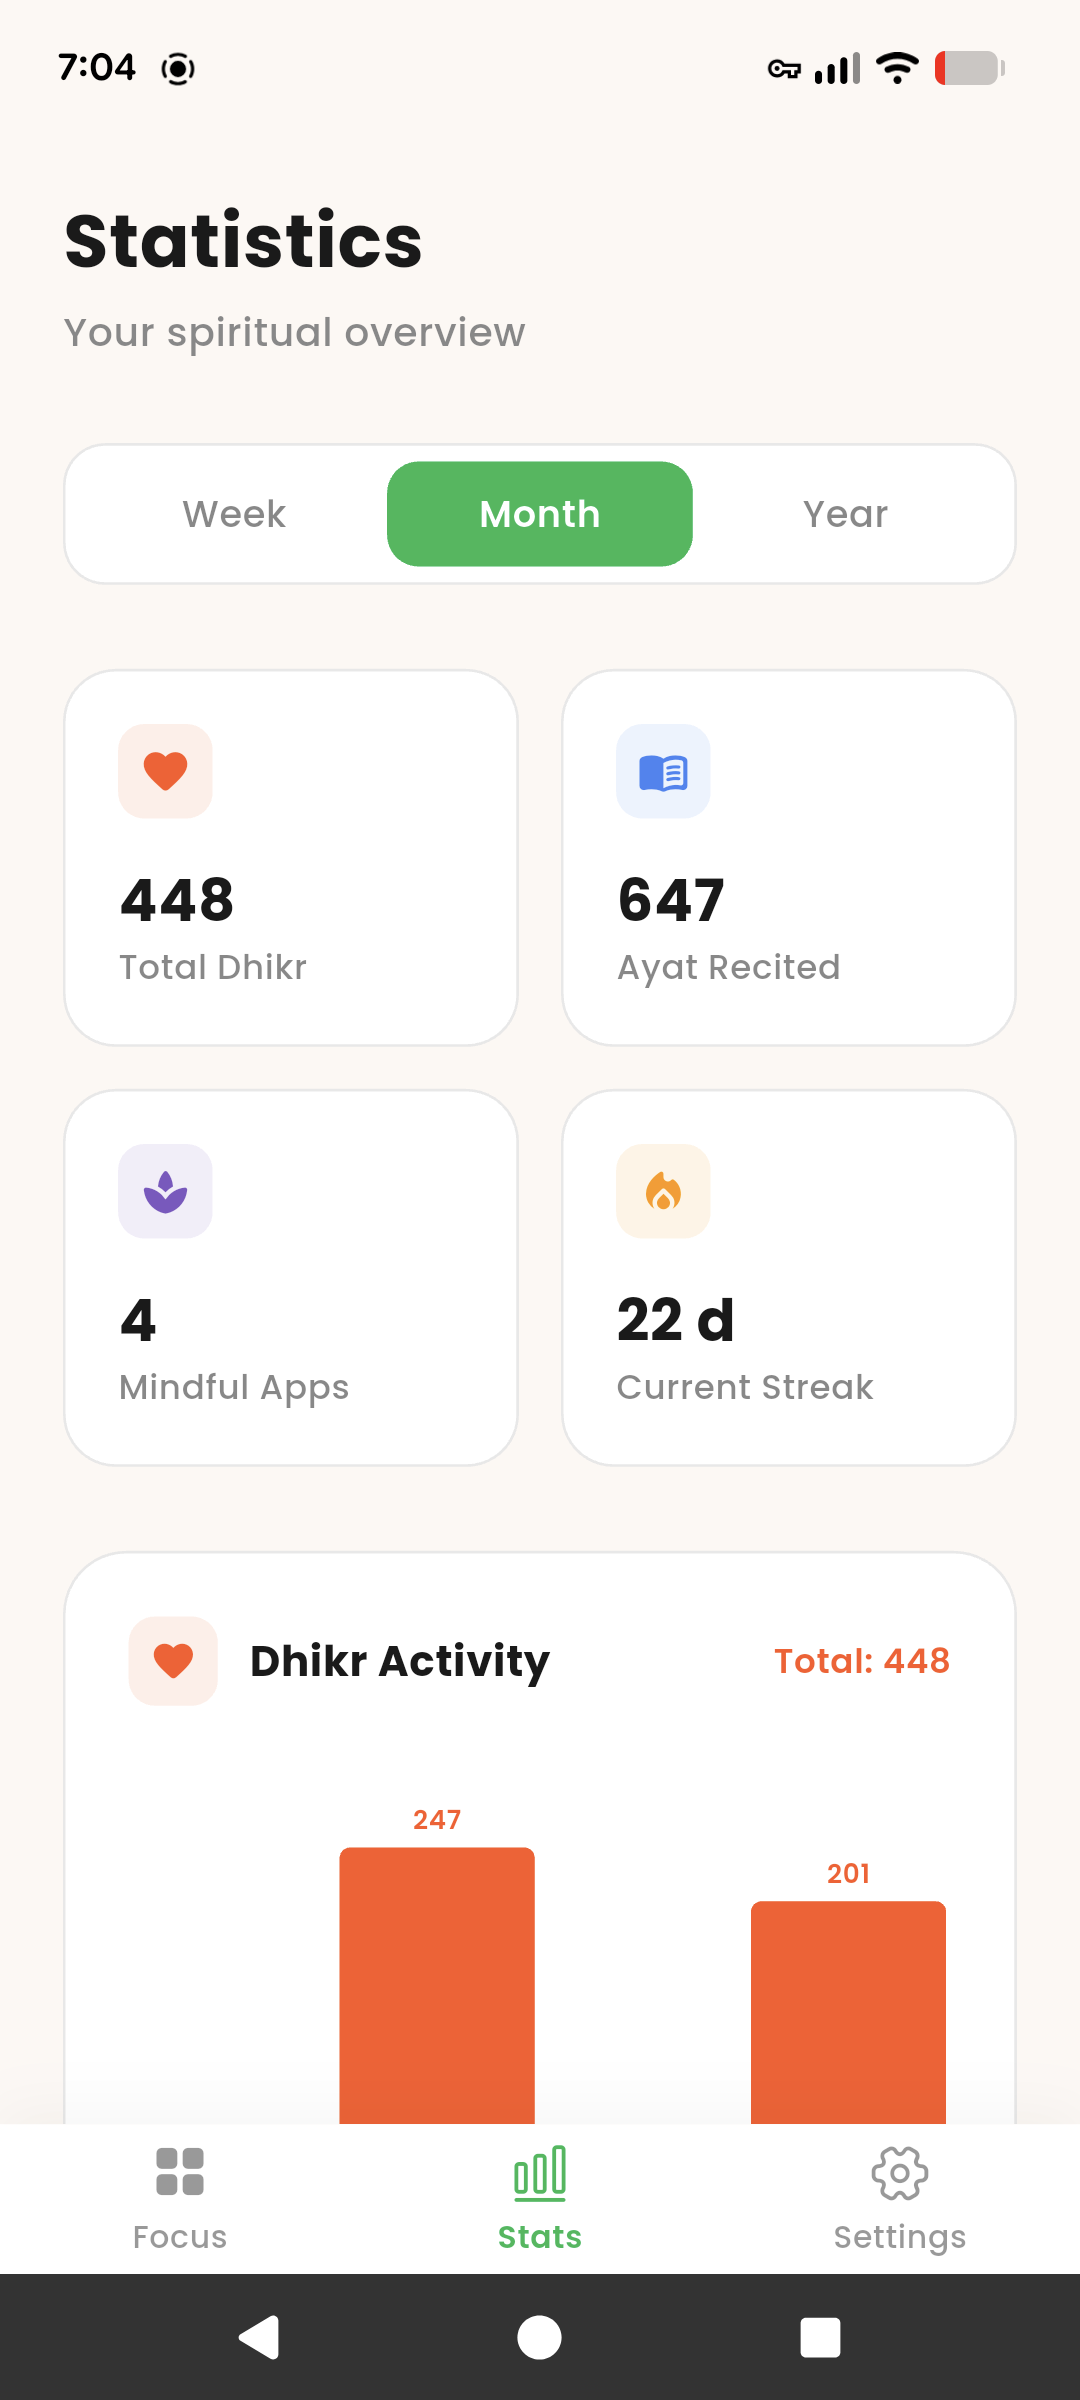 7:04
Statistics
Your spiritual overview
Week Month Year
448
Total Dhikr
647
Ayat Recited
4
Mindful Apps
22 d
Current Streak
Dhikr Activity Total: 448
247
201
Focus Stats Settings